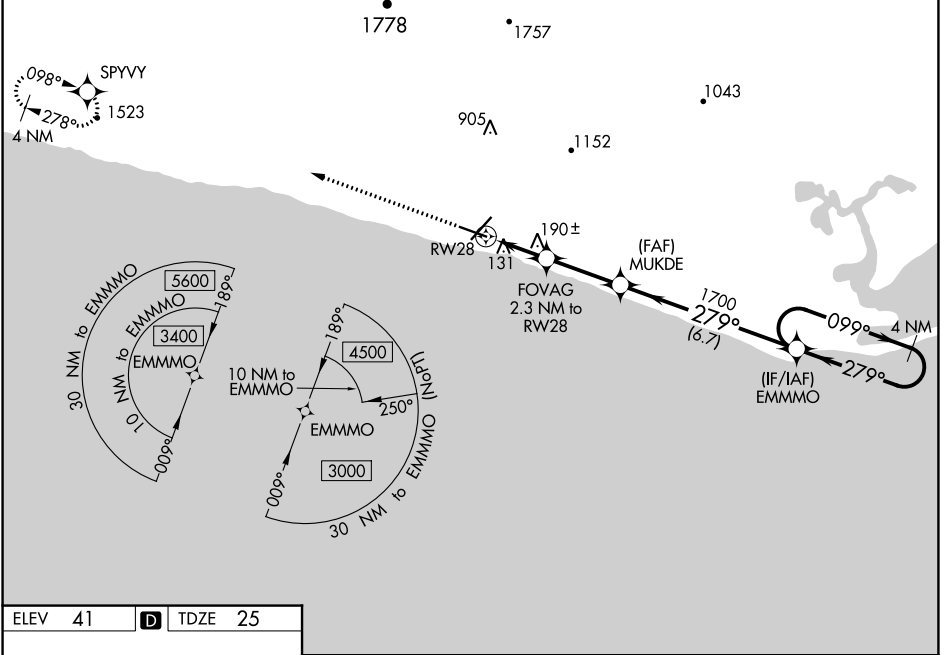 1778
1757
098°
SPYVY
278°
1523
4 NM
1043
905
1152
190±
RW28
131
(FAF)
MUKDE
FOVAG
2.3 NM to
RW28
1700
279°
(6.7)
099°
4 NM
279°
(IF/IAF)
EMMMO
30 NM to EMMMO
5600
189°
10 NM to EMMMO
3400
EMMMO
009°
189°
4500
10 NM to
EMMMO
250°
(NoPT)
EMMMO
009°
3000
30 NM to EMMMO
ELEV 41
D
TDZE 25